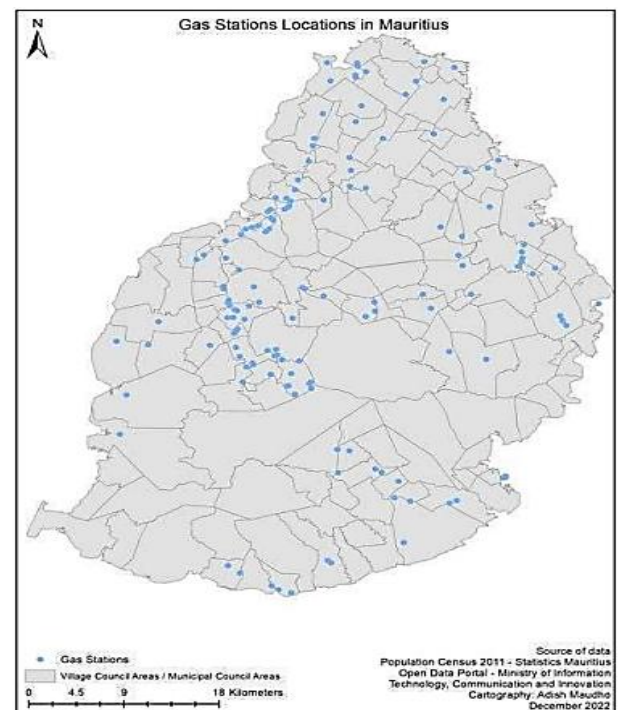 Gas Stations Locations in Mauritius
N
Gas Stations
Village Council Areas / Municipal Council Areas
0 4.5 9 18 Kilometers
Source of data
Population Census 2011 - Statistics Mauritius
Open Data Portal - Ministry of Information
Technology, Communication and Innovation
Cartography: Adish Maudho
December 2022